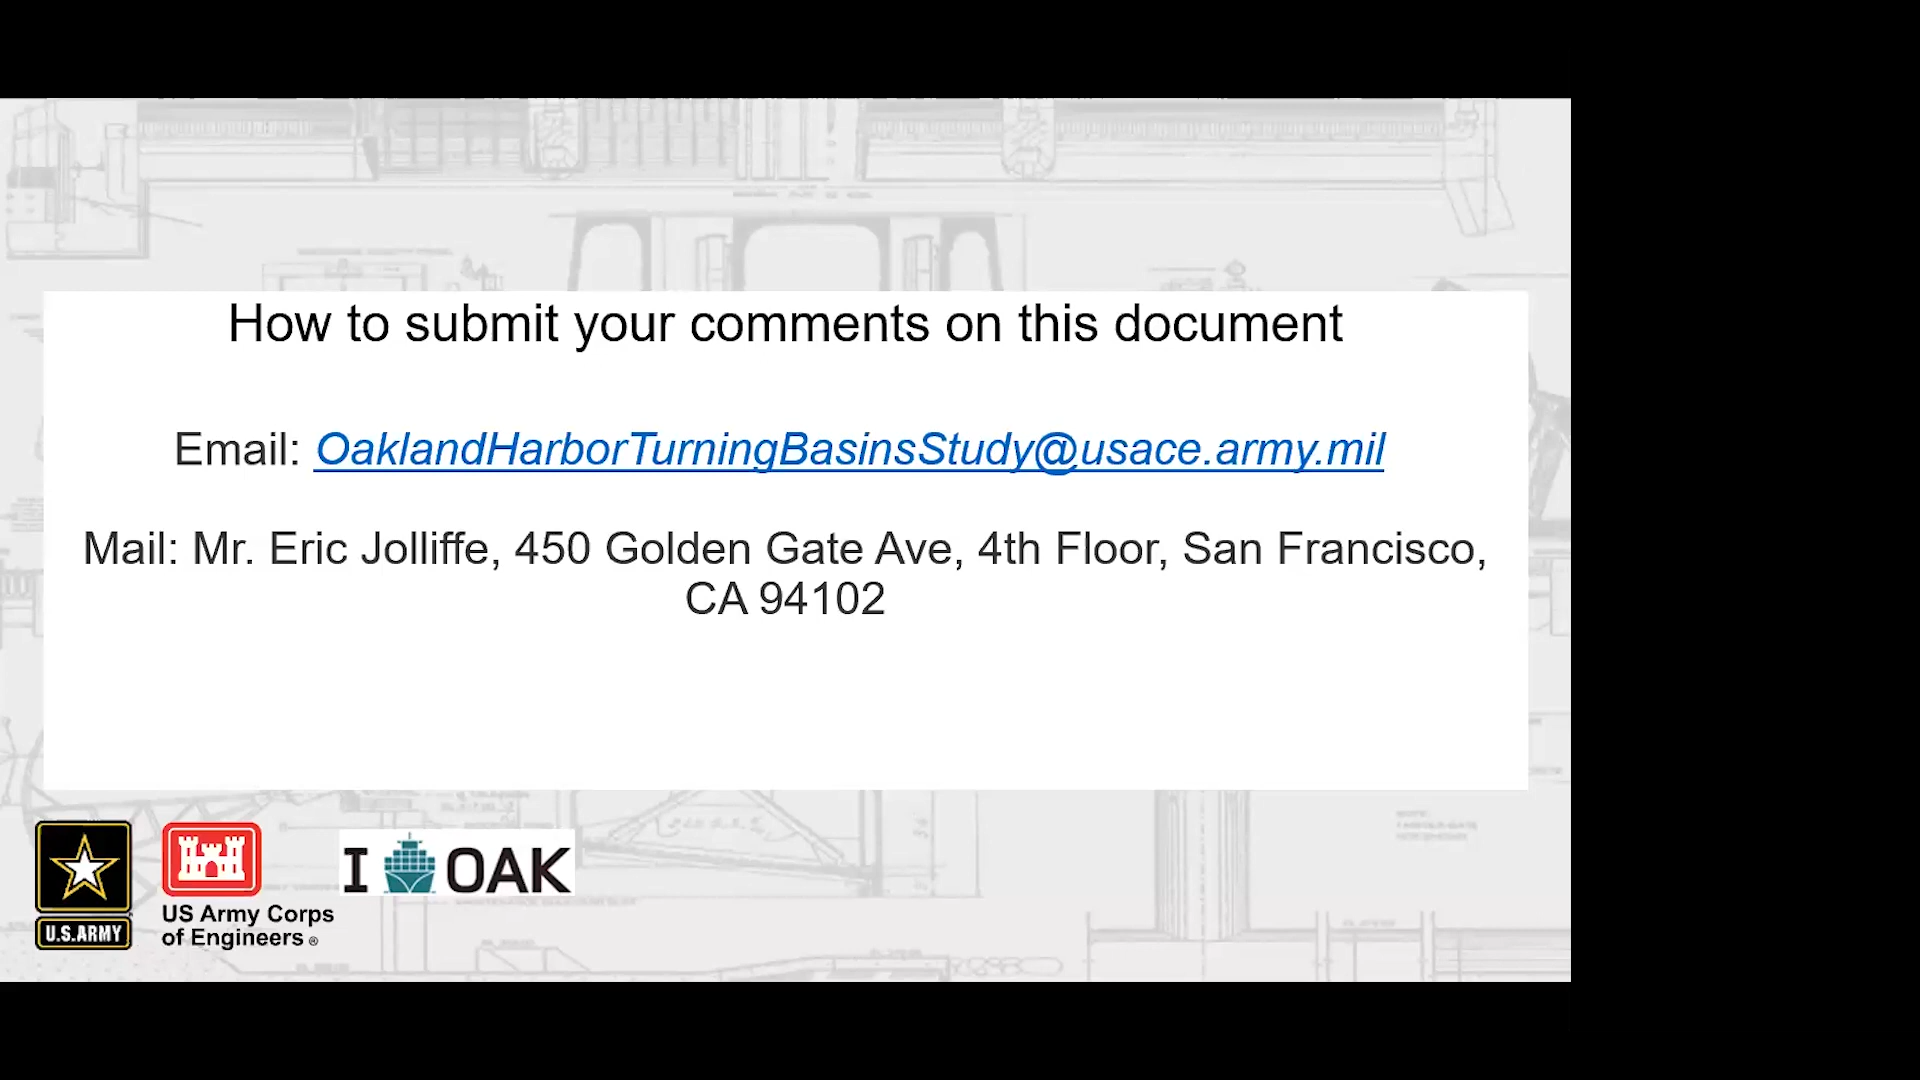 How to submit your comments on this document
Email: OaklandHarborTurningBasinsStudy@usace.army.mil
Mail: Mr. Eric Jolliffe, 450 Golden Gate Ave, 4th Floor, San Francisco,
CA 94102
I OAK
U.S.ARMY
US Army Corps
of Engineers ®